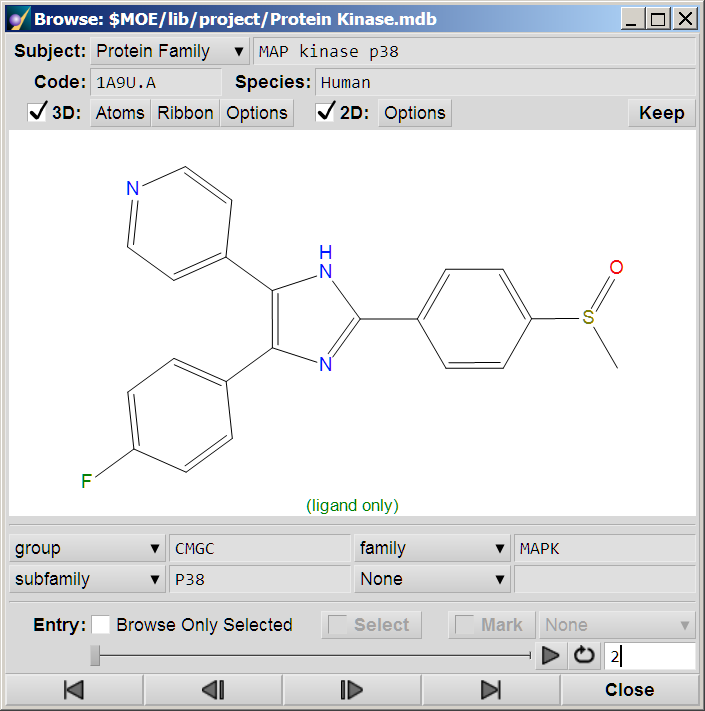 Browse: $MOE/lib/project/Protein Kinase.mdb
Subject: Protein Family MAP kinase p38
Code: 1A9U.A Species: Human
3D: Atoms Ribbon Options 2D: Options Keep
N
H
N
O
S
N
F
(ligand only)
group CMGC family MAPK
subfamily P38 None
Entry: Browse Only Selected Select Mark None
2
Close